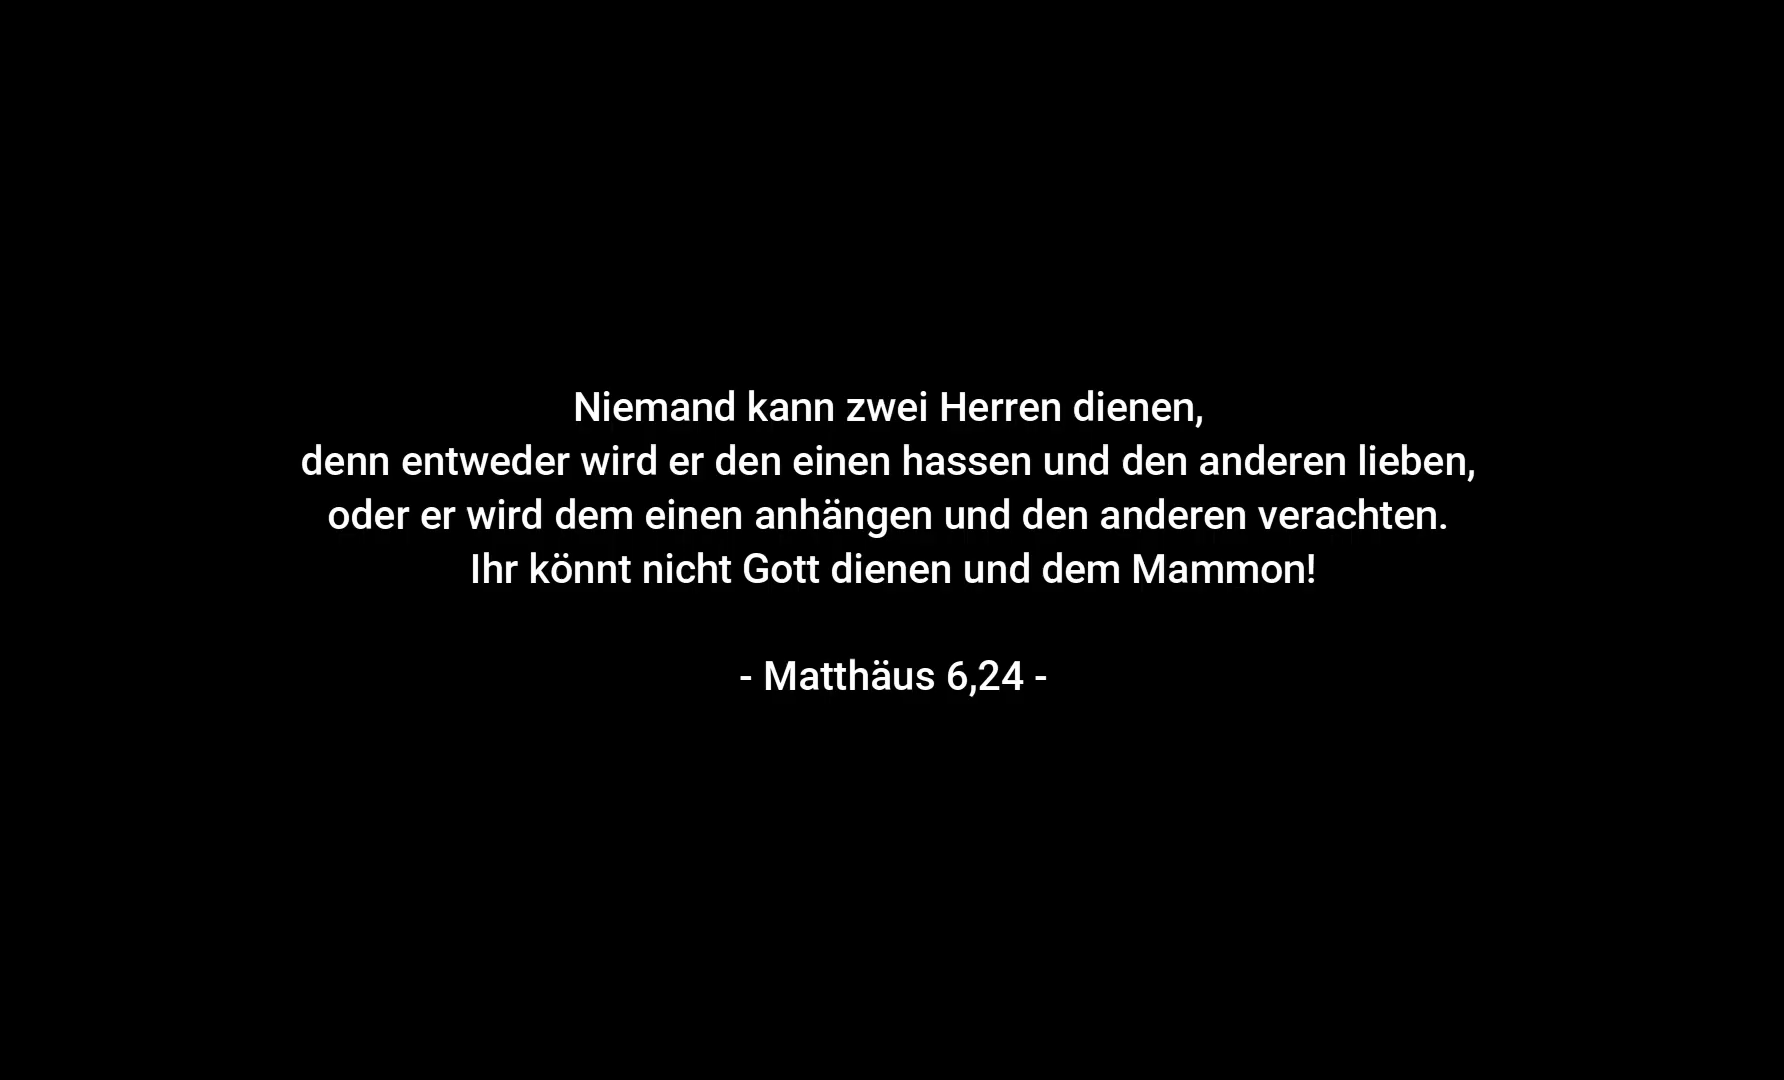 Niemand kann zwei Herren dienen,
denn entweder wird er den einen hassen und den anderen lieben,
oder er wird dem einen anhängen und den anderen verachten.
Ihr könnt nicht Gott dienen und dem Mammon!
- Matthäus 6,24 -